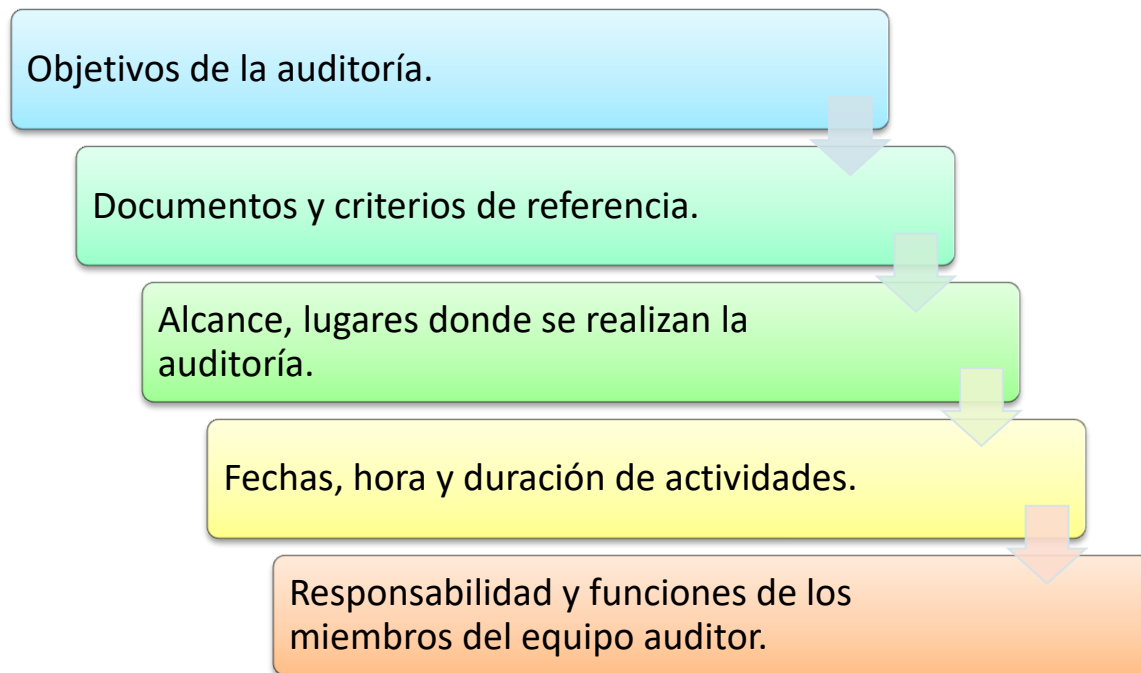 Objetivos de la auditoría.
Documentos y criterios de referencia.
Alcance, lugares donde se realizan la
auditoría.
Fechas, hora y duración de actividades.
Responsabilidad y funciones de los
miembros del equipo auditor.